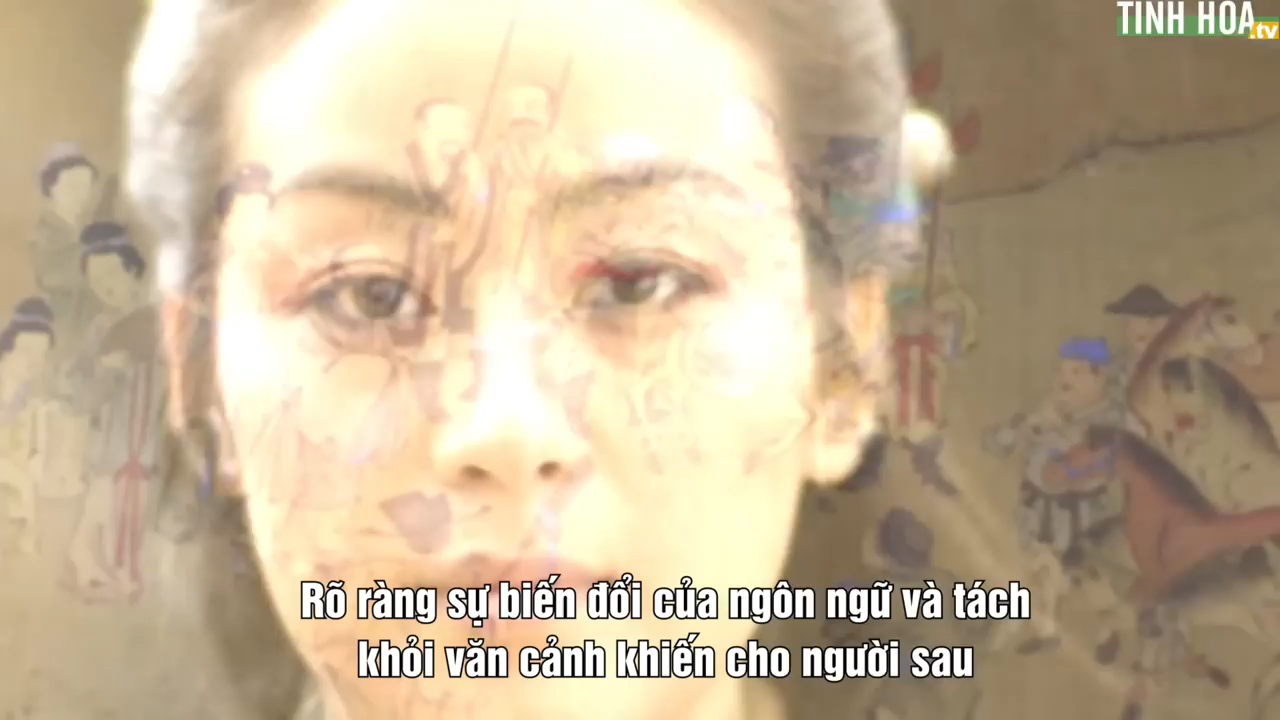 TINH HOA
.tv
Rõ ràng sự biến đổi của ngôn ngữ và tách
khỏi văn cảnh khiến cho người sau